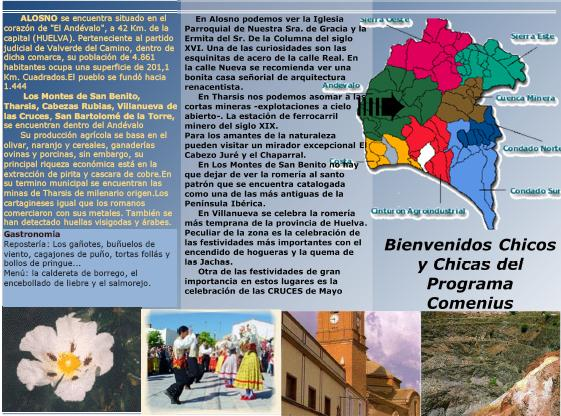 ALOSNO se encuentra situado en el
corazón de "El Andévalo", a 42 Km. de la
capital (HUELVA). Perteneciente al partido
judicial de Valverde del Camino, dentro de
dicha comarca, su población de 4.861
habitantes ocupa una superficie de 201,1
Km. Cuadrados.El pueblo se fundó hacia
1.444
Los Montes de San Benito,
Tharsis, Cabezas Rubias, Villanueva de
las Cruces, San Bartolomé de la Torre,
se encuentran dentro del Andévalo
Su producción agrícola se basa en el
olivar, naranjo y cereales, ganaderías
ovinas y porcinas, sin embargo, su
principal riqueza económica está en la
extracción de pirita y cascara de cobre.En
su termino municipal se encuentran las
minas de Tharsis de milenario origen.Los
cartagineses igual que los romanos
comerciaron con sus metales. También se
han detectado huellas visigodas y árabes.
Gastronomía
Repostería: Los gañotes, buñuelos de
viento, cagajones de puño, tortas follás y
bollos de pringue...
Menú: la caldereta de borrego, el
encebollado de liebre y el salmorejo.
En Alosno podemos ver la Iglesia
Parroquial de Nuestra Sra. de Gracia y la
Ermita del Sr. De la Columna del siglo
XVI. Una de las curiosidades son las
esquinitas de acero de la calle Real. En
la calle Nueva se recomienda ver una
bonita casa señorial de arquitectura
renacentista.
En Tharsis nos podemos asomar a las
cortas mineras -explotaciones a cielo
abierto-. La estación de ferrocarril
minero del siglo XIX.
Para los amantes de la naturaleza
pueden visitar un mirador excepcional El
Cabezo Juré y el Chaparral.
En Los Montes de San Benito no hay
que dejar de ver la romería al santo
patrón que se encuentra catalogada
como una de las más antiguas de la
Península Ibérica.
En Villanueva se celebra la romería
más temprana de la provincia de Huelva.
Peculiar de la zona es la celebración de
las festividades más importantes con el
encendido de hogueras y la quema de
las Jachas.
Otra de las festividades de gran
importancia en estos lugares es la
celebración de las CRUCES de Mayo
Sierra Oeste
Sierra Este
Andévalo
Cuenca Minera
Condado Norte
Costa
Condado Sur
Cinturón Agroindustrial
Bienvenidos Chicos
y Chicas del
Programa
Comenius